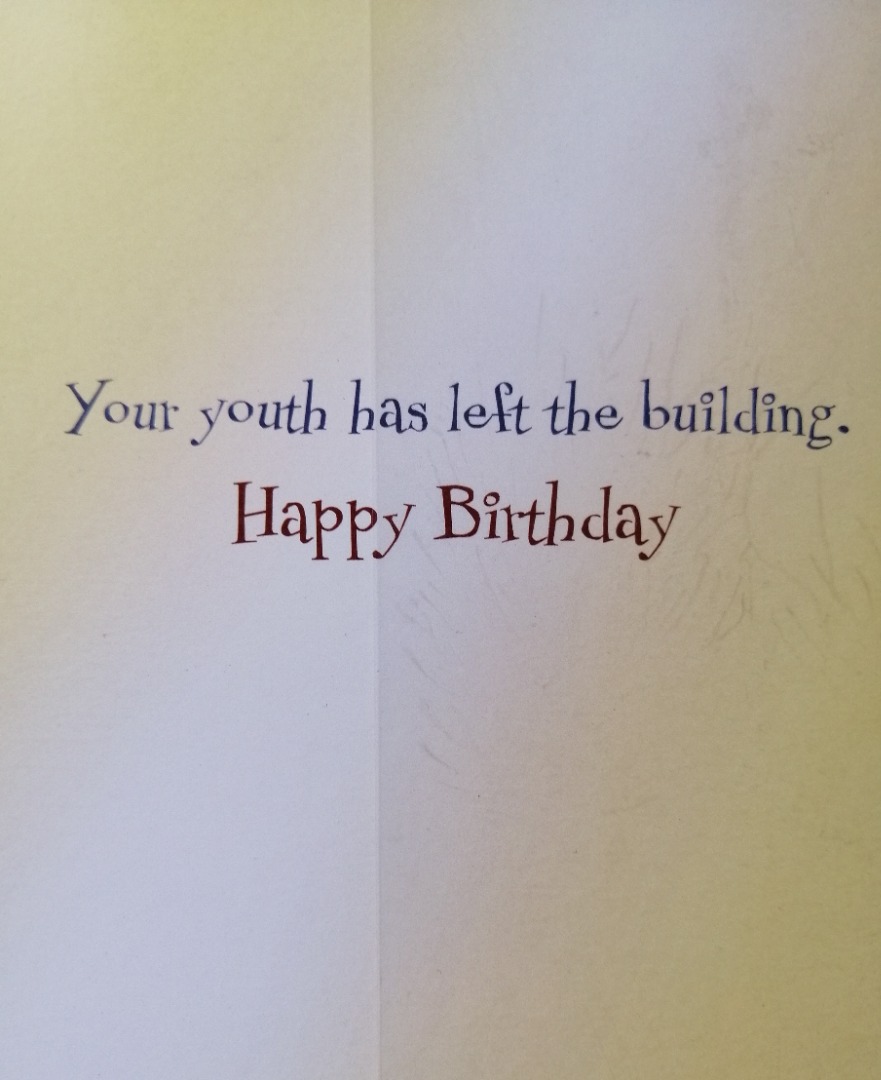 Your youth has left the building.
Happy Birthday